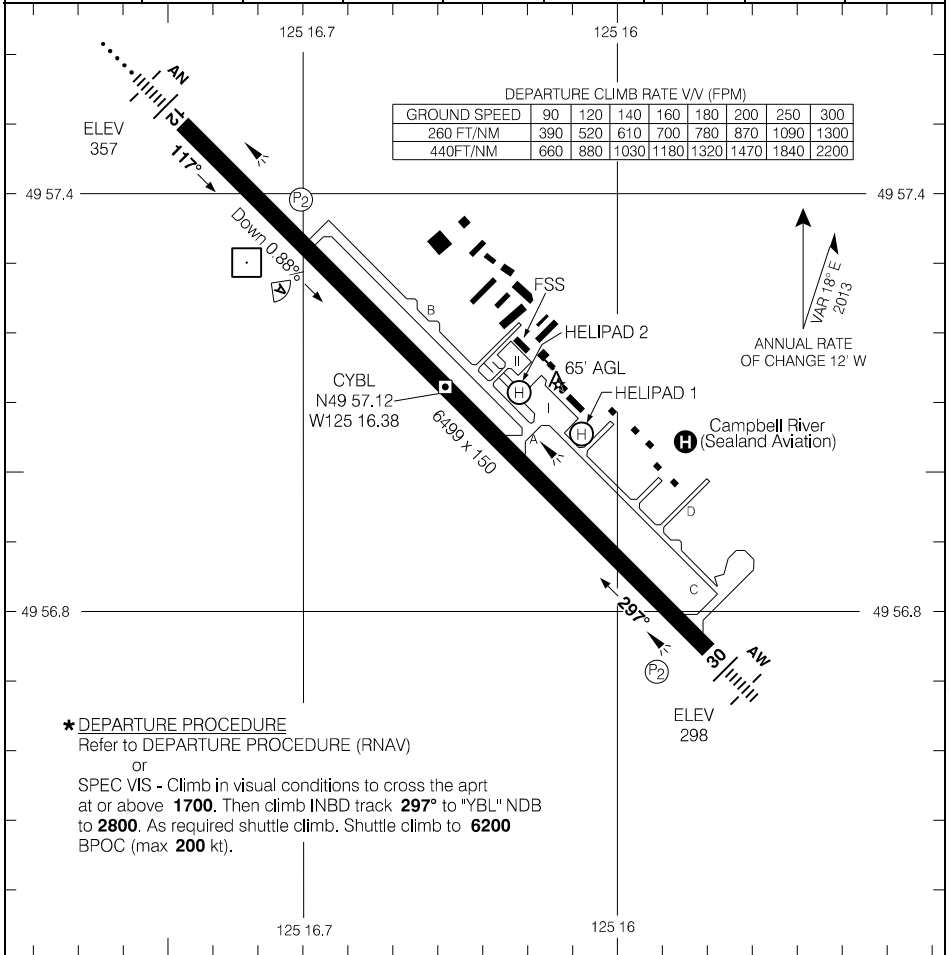 125 16.7
125 16
AN
12
ELEV
357
117°
DEPARTURE CLIMB RATE V/V (FPM)
GROUND SPEED 90 120 140 160 180 200 250 300
260 FT/NM 390 520 610 700 780 870 1090 1300
440FT/NM 660 880 1030 1180 1320 1470 1840 2200
49 57.4
49 57.4
P2
Down 0.88%
A
B
FSS
HELIPAD 2
II
65' AGL
H
I
HELIPAD 1
H
A
VAR 18° E
2013
ANNUAL RATE
OF CHANGE 12' W
CYBL
N49 57.12
W125 16.38
6499 x 150
H
Campbell River
(Sealand Aviation)
D
C
49 56.8
49 56.8
297°
P2
30
AW
ELEV
298
* DEPARTURE PROCEDURE
Refer to DEPARTURE PROCEDURE (RNAV)
or
SPEC VIS - Climb in visual conditions to cross the aprt
at or above 1700. Then climb INBD track 297° to "YBL" NDB
to 2800. As required shuttle climb. Shuttle climb to 6200
BPOC (max 200 kt).
125 16.7
125 16